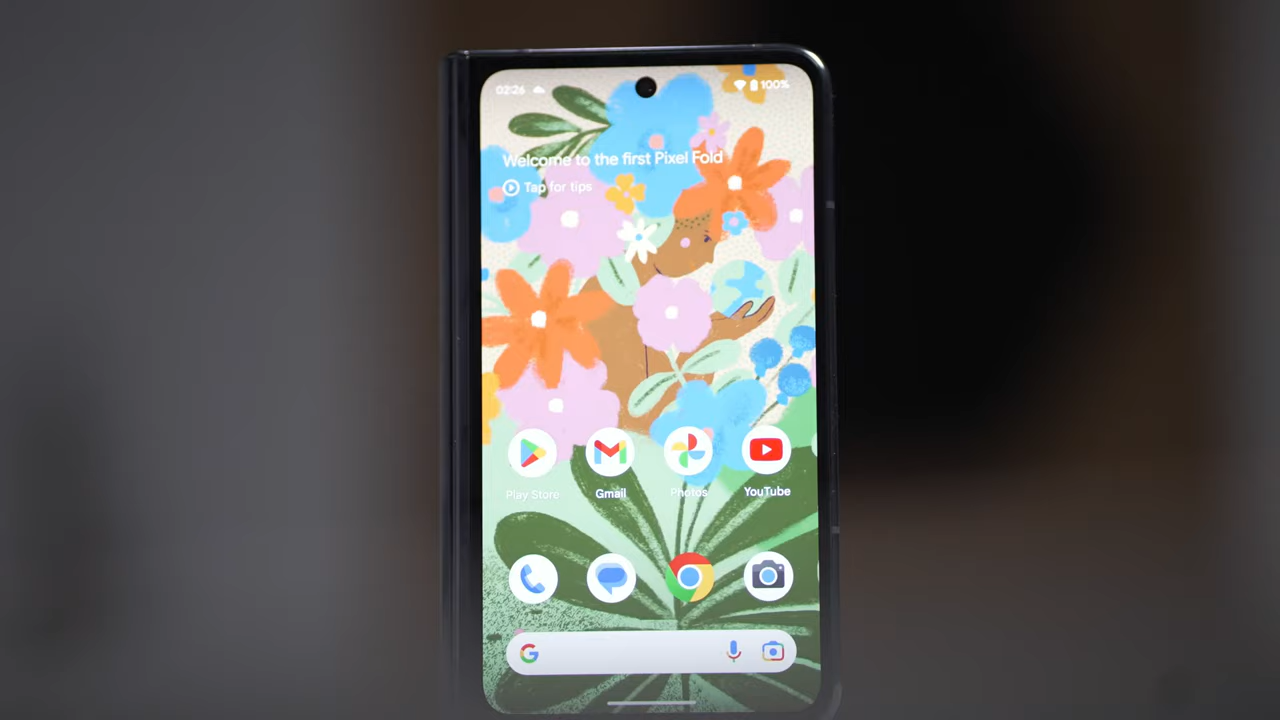 02:26 100%
Welcome to the first Pixel Fold
Tap for tips
Play Store Gmail Photos YouTube